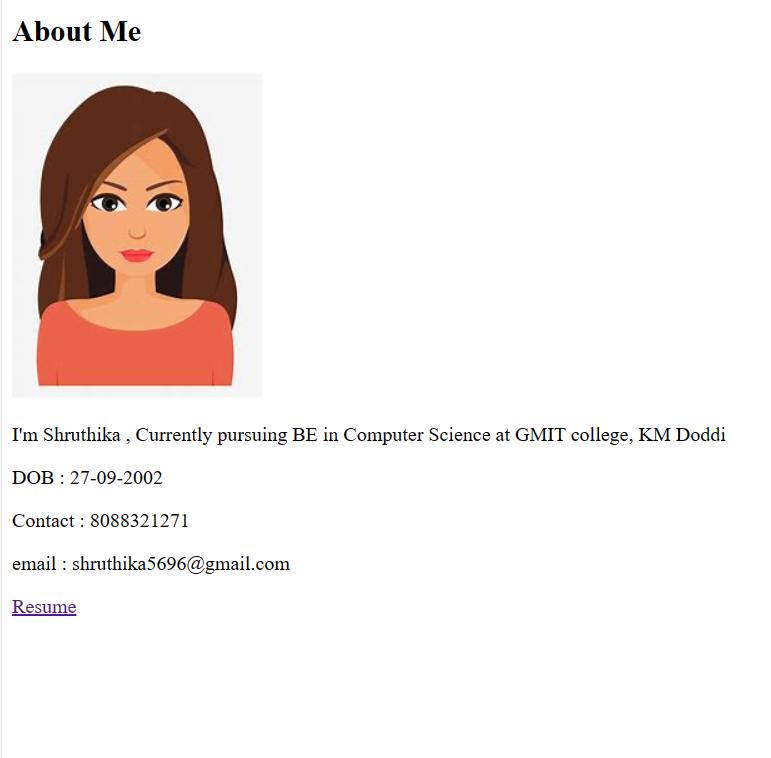 About Me
I'm Shruthika , Currently pursuing BE in Computer Science at GMIT college, KM Doddi
DOB : 27-09-2002
Contact : 8088321271
email : shruthika5696@gmail.com
Resume